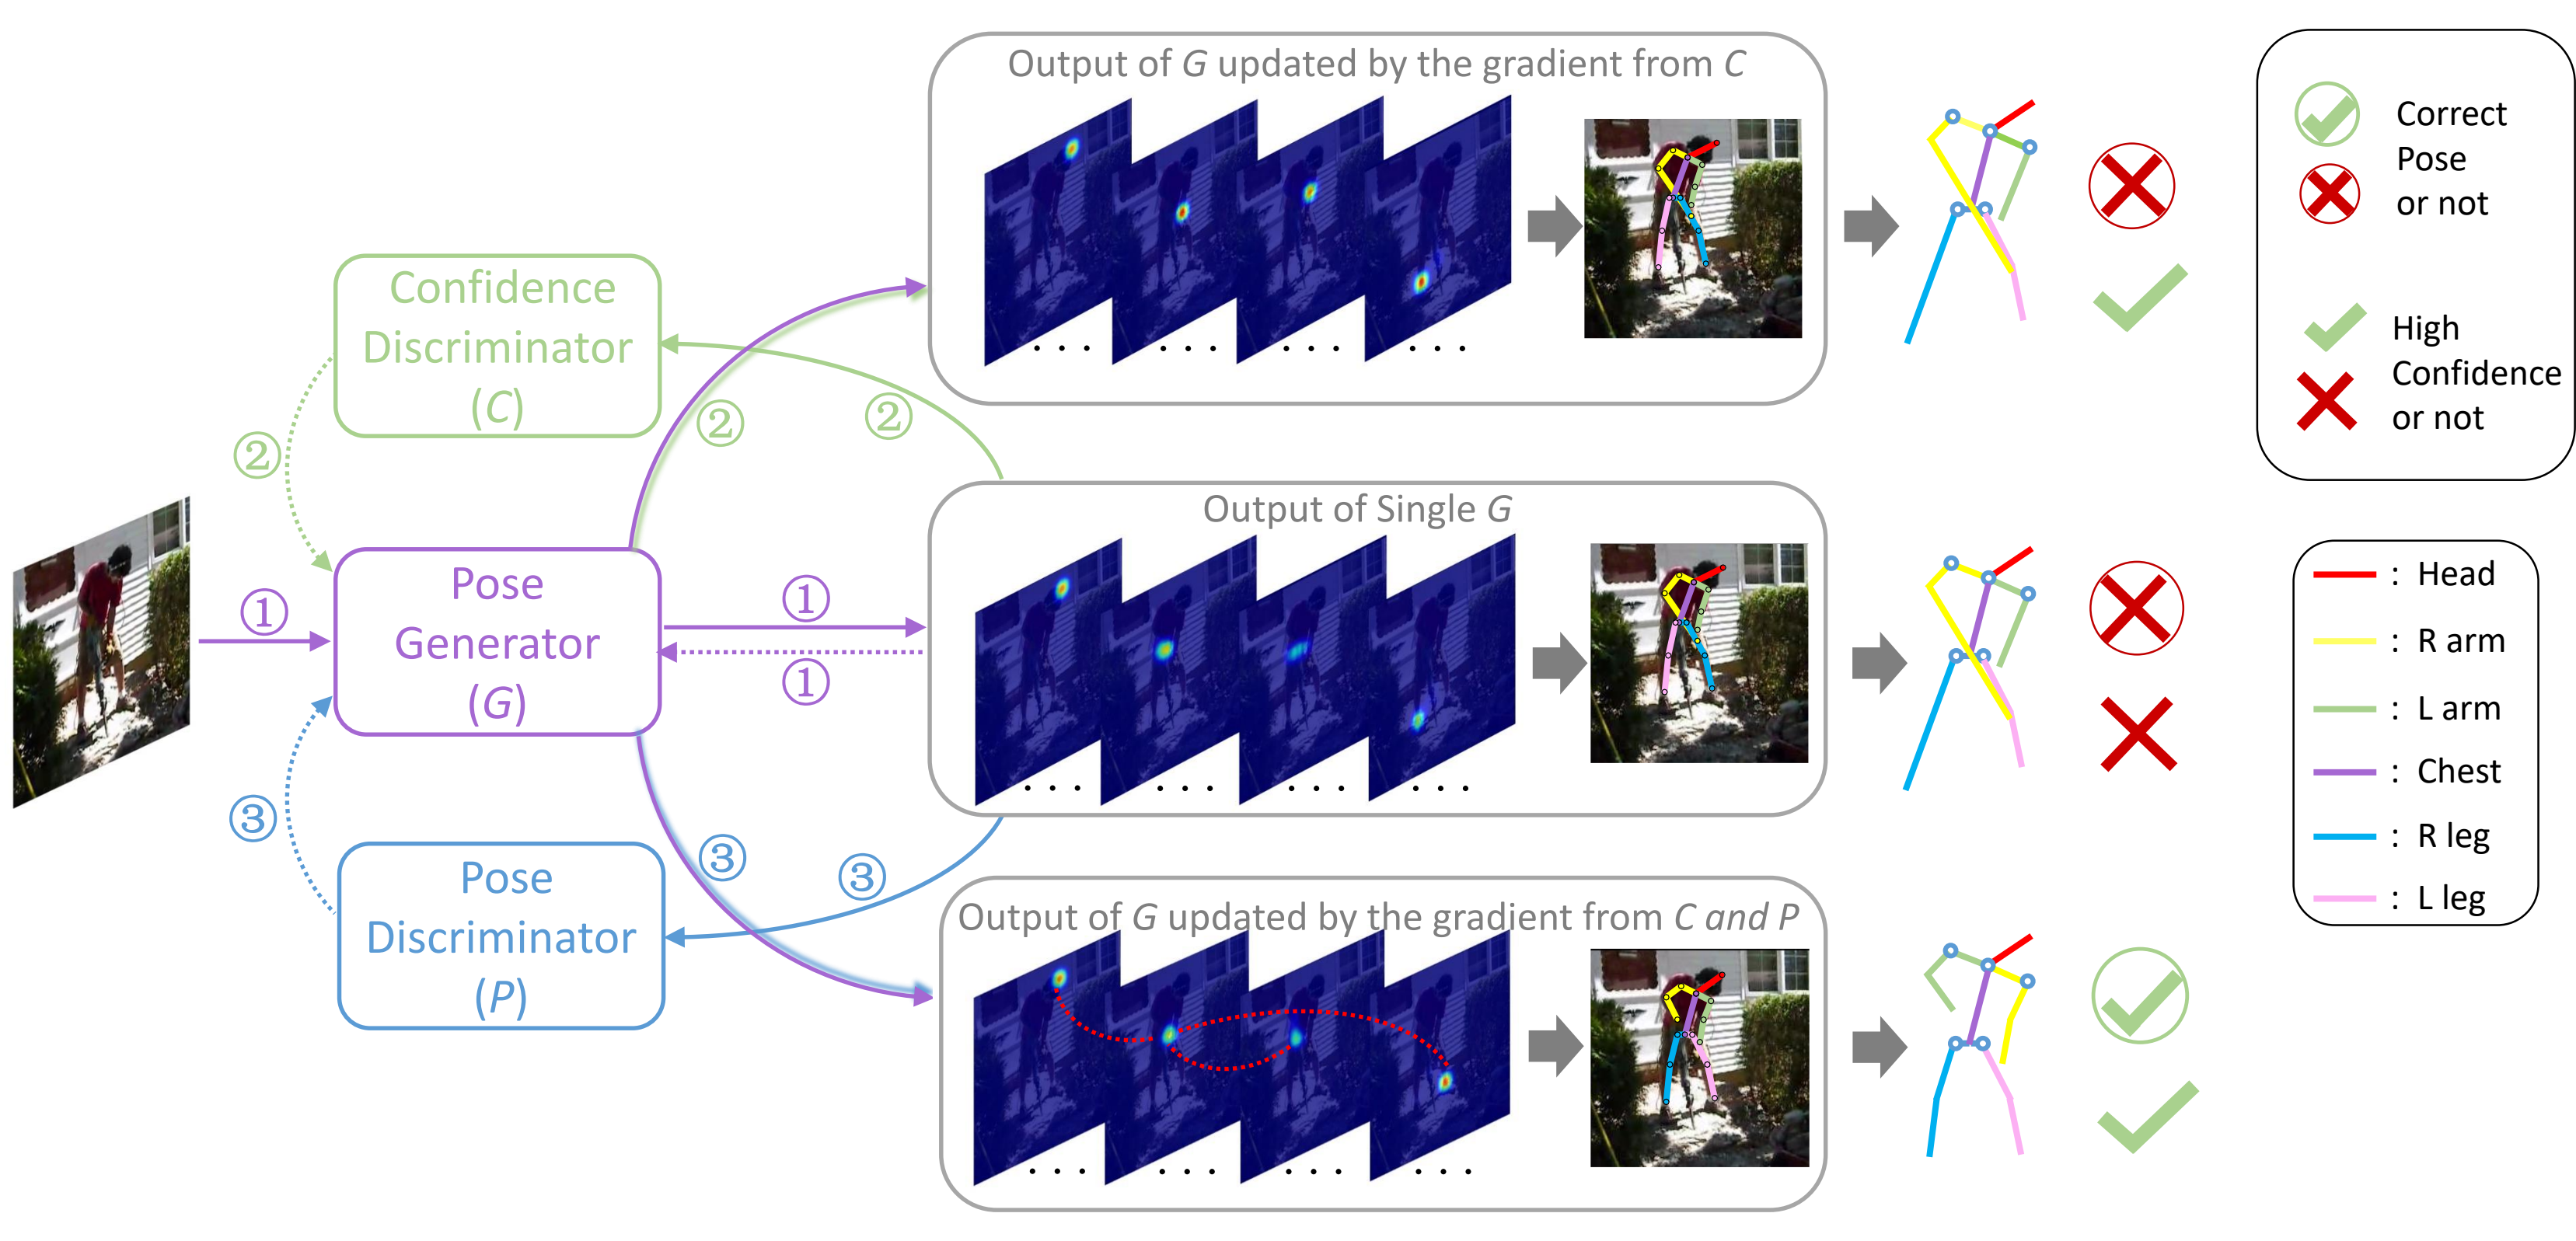 Output of G updated by the gradient from C
. . .
. . .
. . .
. . .
Confidence
Discriminator
(C)
②
②
②
Output of Single G
. . .
. . .
. . .
. . .
①
Pose
Generator
(G)
①
①
③
③
③
Pose
Discriminator
(P)
Output of G updated by the gradient from C and P
. . .
. . .
. . .
. . .
Correct
Pose
or not
High
Confidence
or not
: Head
: R arm
: L arm
: Chest
: R leg
: L leg